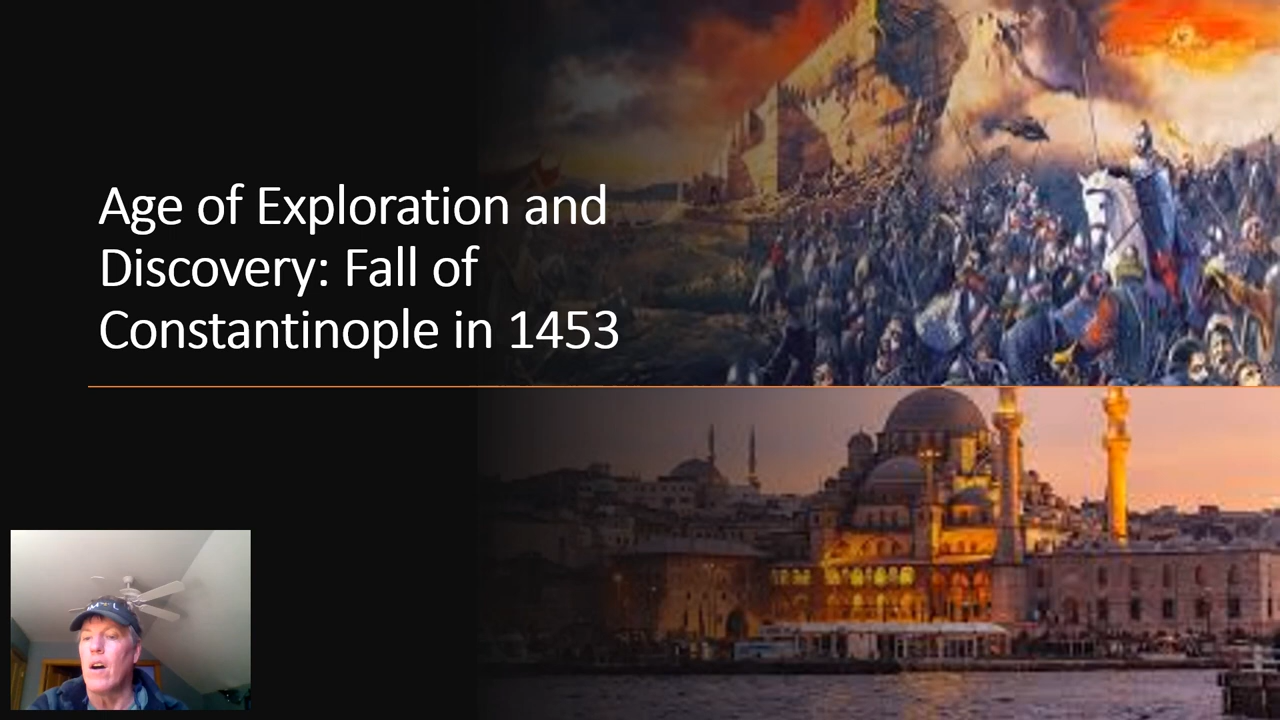 Age of Exploration and
Discovery: Fall of
Constantinople in 1453